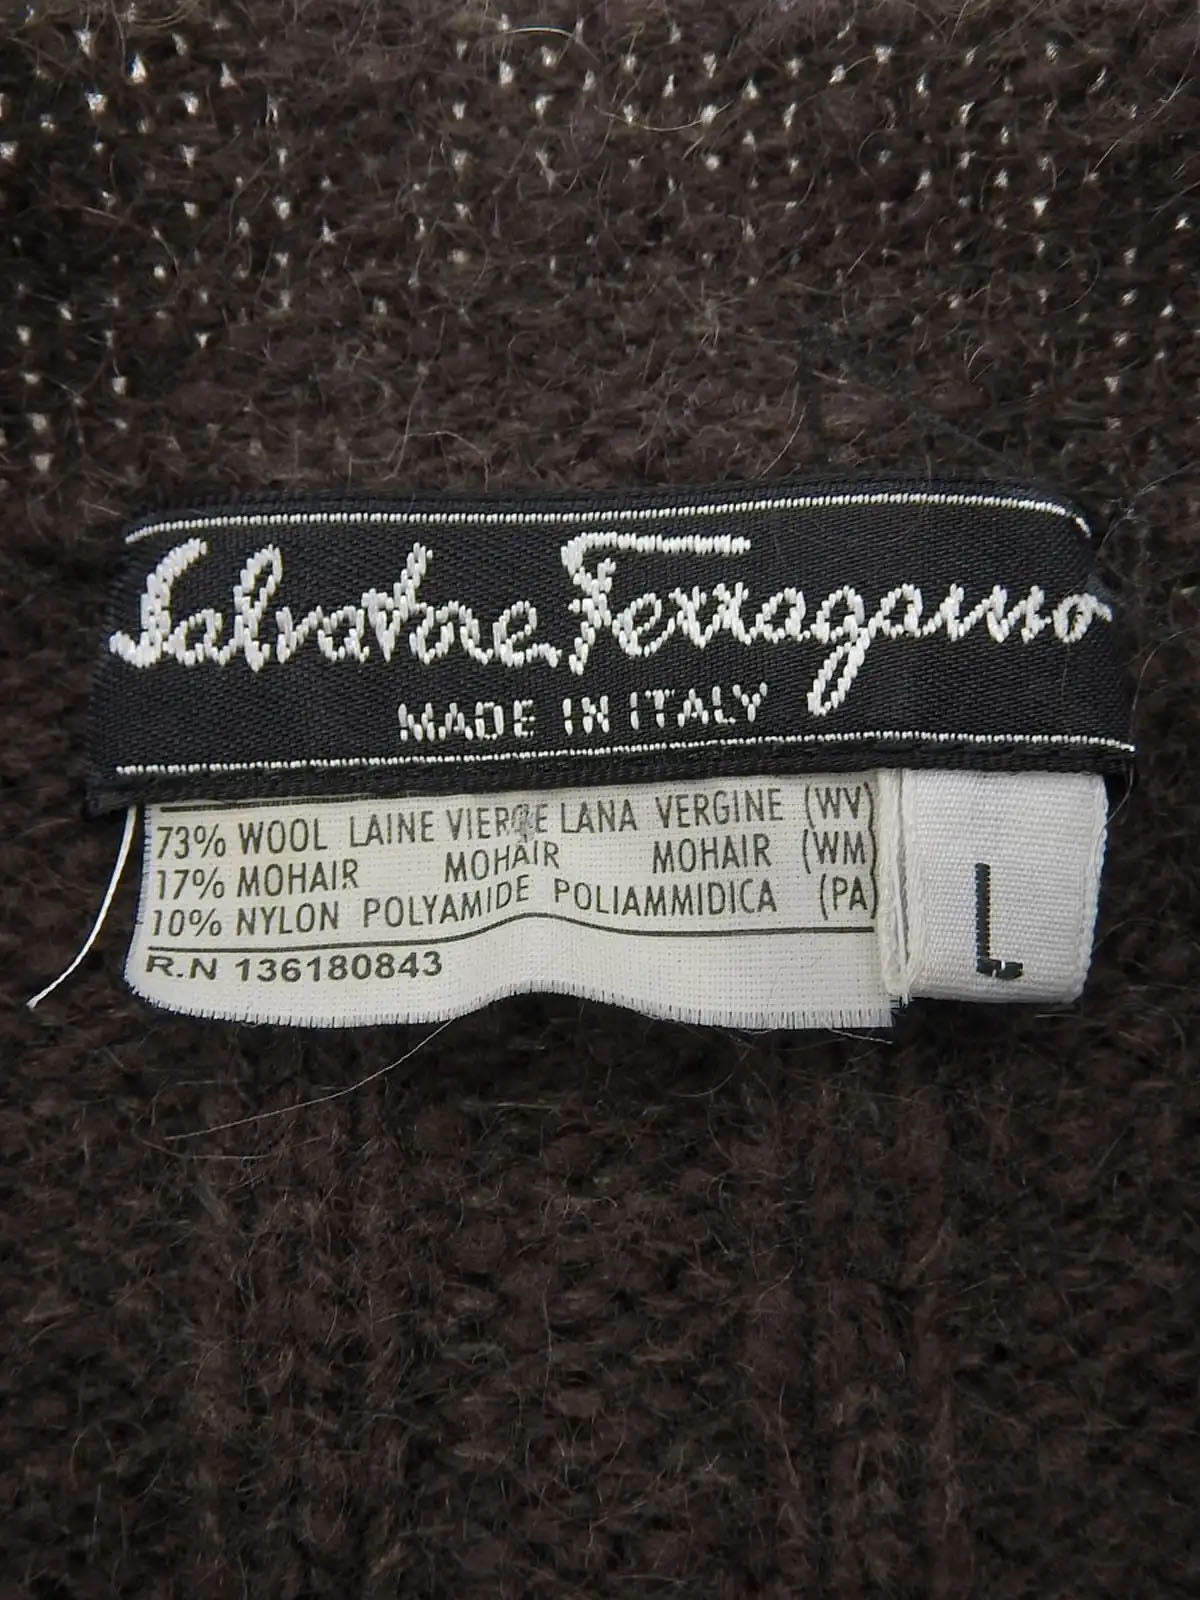 Salvatore Ferragamo
MADE IN ITALY
73% WOOL LAINE VIERGE LANA VERGINE (WV)
17% MOHAIR MOHAIR MOHAIR (WM)
10% NYLON POLYAMIDE POLIAMMIDICA (PA)
R.N 136180843
L